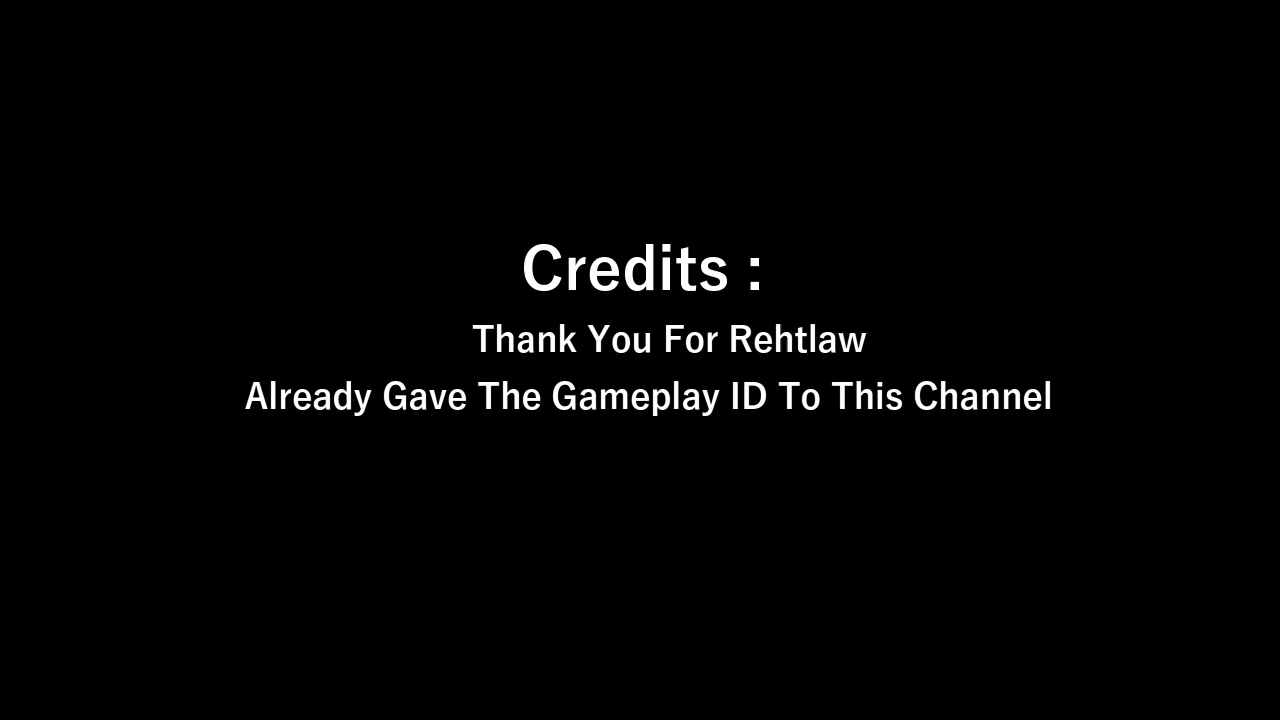 Credits :
Thank You For Rehtlaw
Already Gave The Gameplay ID To This Channel